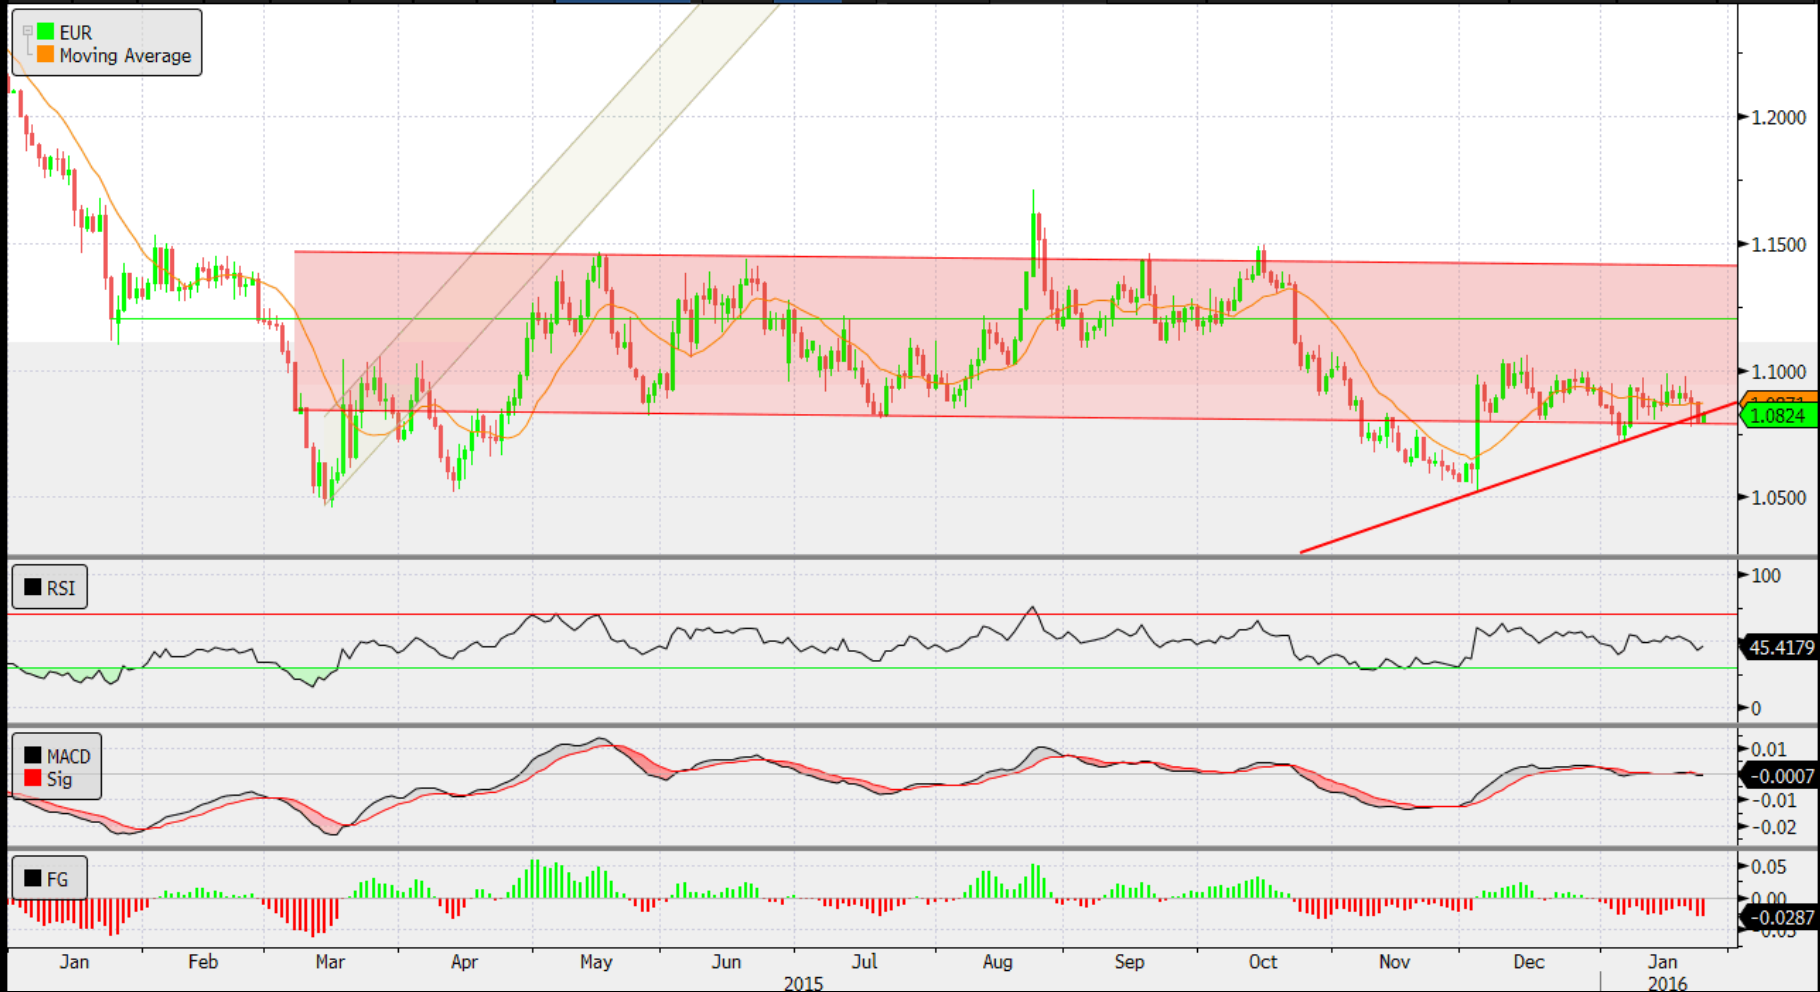 EUR
Moving Average
1.2000
1.1500
1.1000
1.0824
1.0500
RSI
100
45.4179
0
MACD
Sig
0.01
-0.0007
-0.01
-0.02
FG
0.05
0.00
-0.0287
Jan Feb Mar Apr May Jun Jul Aug Sep Oct Nov Dec Jan
2015 2016